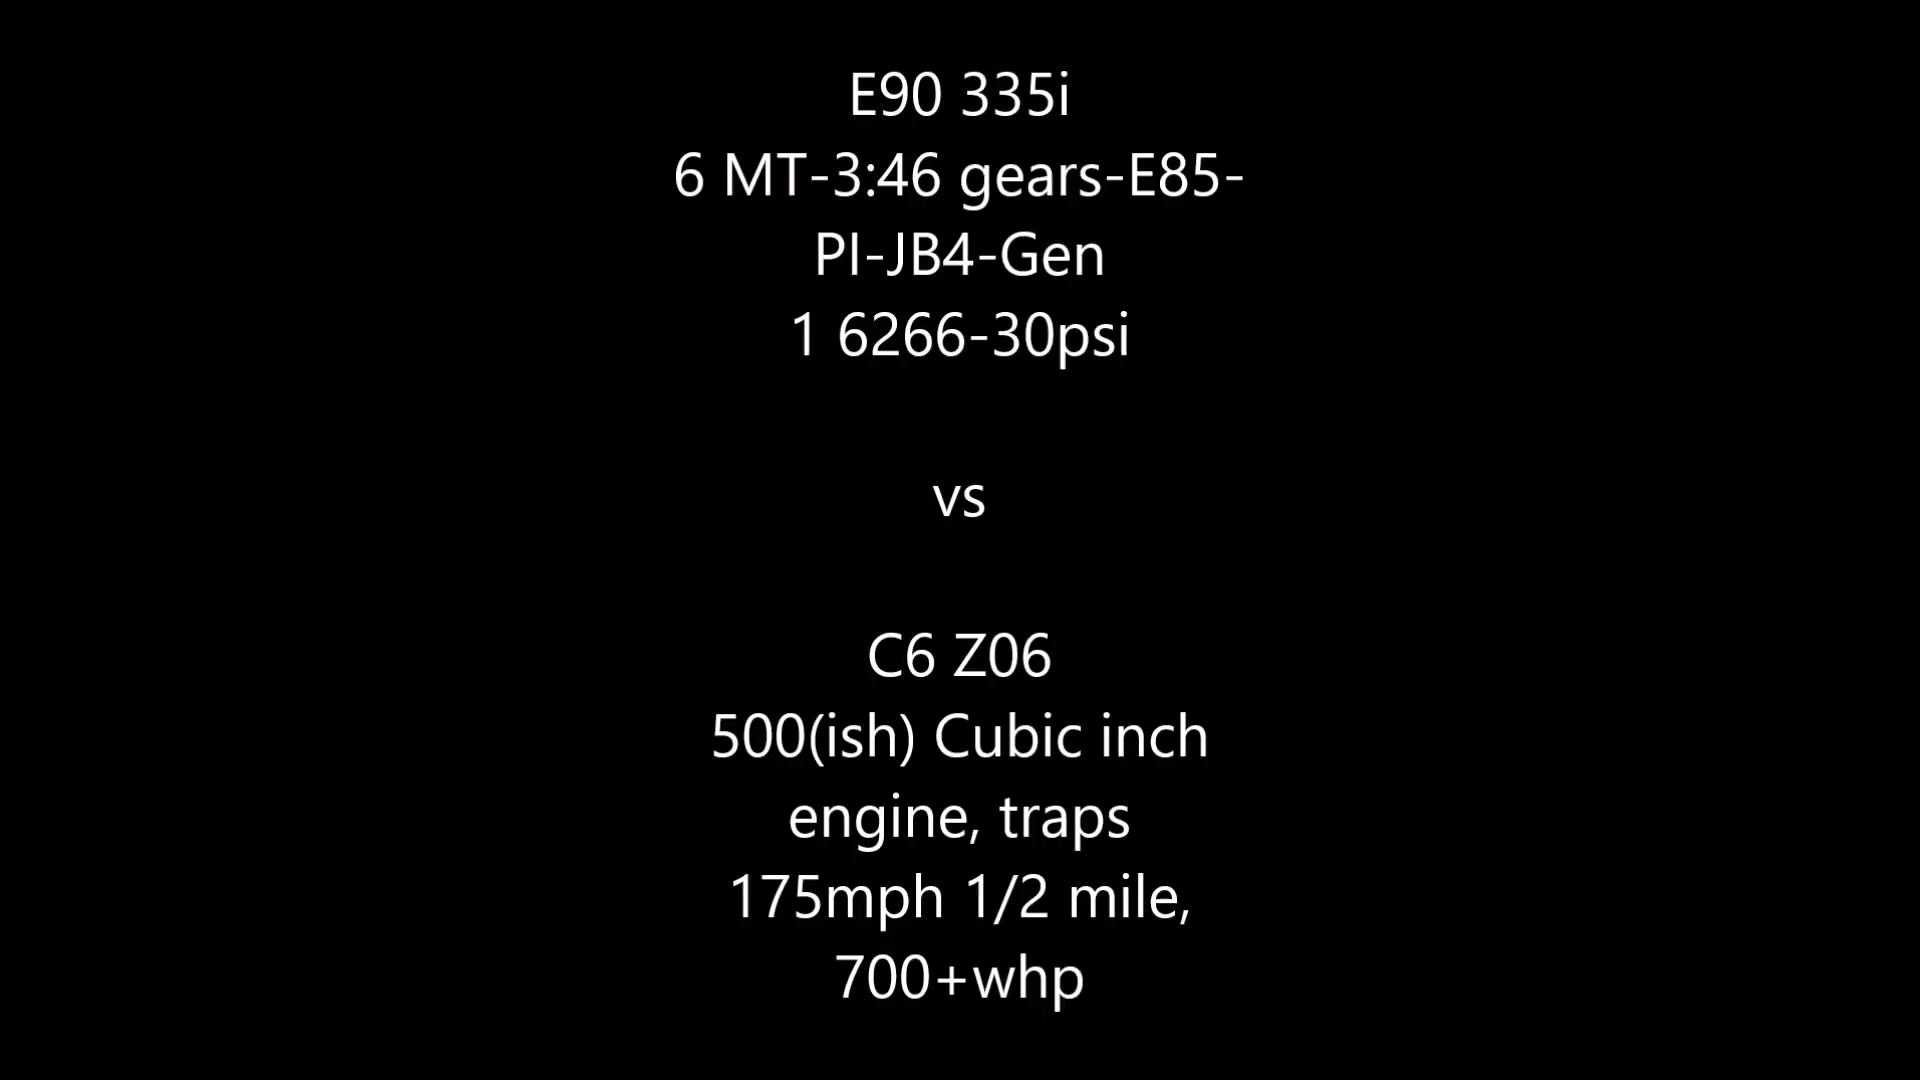 E90 335i
6 MT-3:46 gears-E85-
PI-JB4-Gen
1 6266-30psi
vs
C6 Z06
500(ish) Cubic inch
engine, traps
175mph 1/2 mile,
700+whp